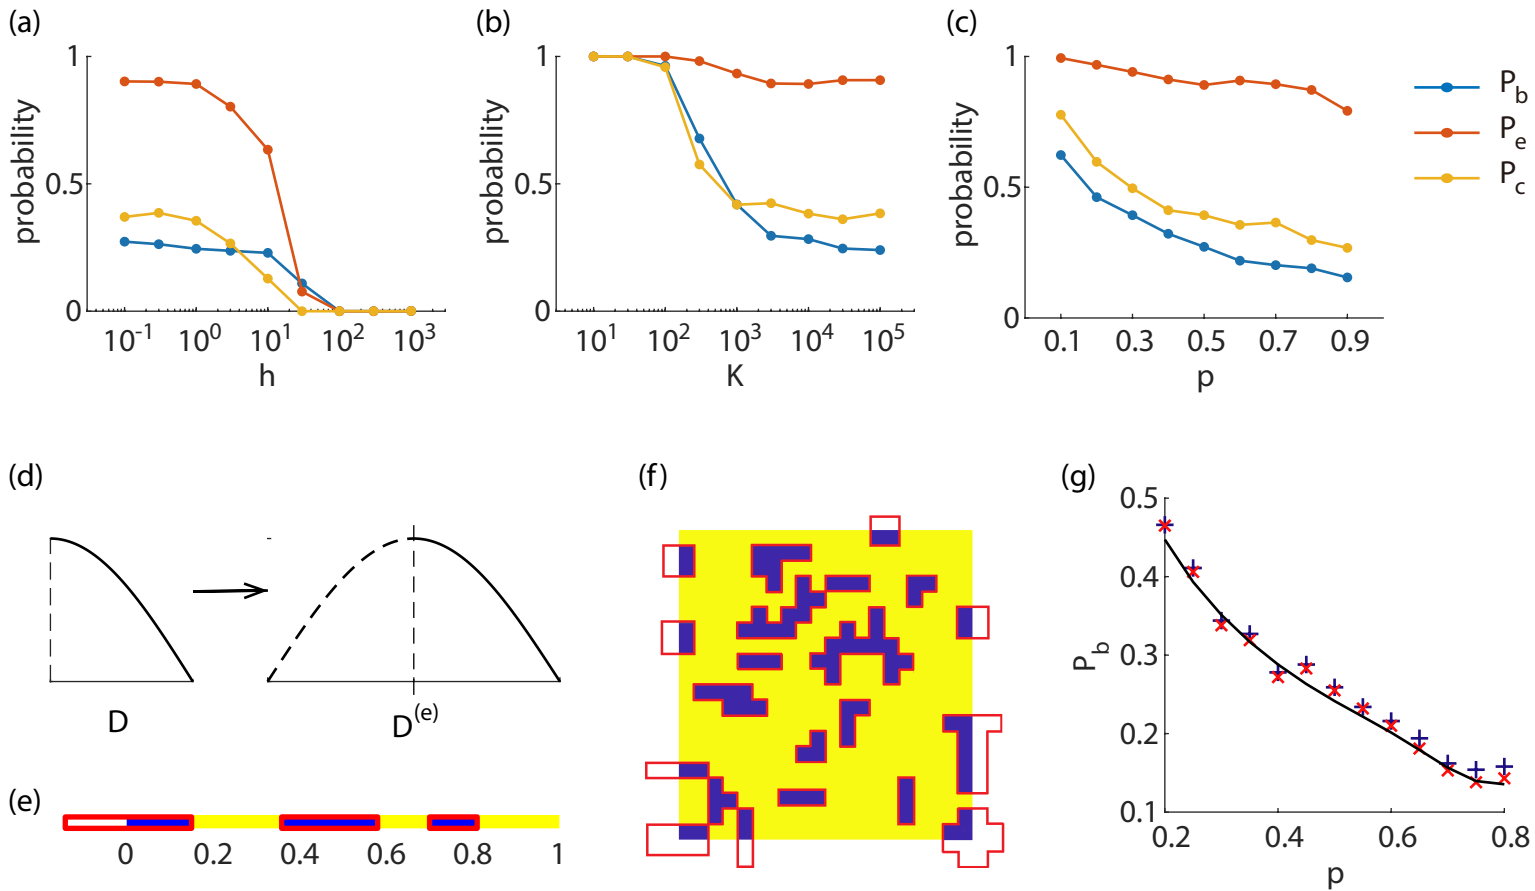 (a)
1
0.5
0
probability
10^-1 10^0 10^1 10^2 10^3
h
(b)
1
0.5
0
probability
10^1 10^2 10^3 10^4 10^5
K
(c)
1
0.5
0
probability
0.1 0.3 0.5 0.7 0.9
p
P_b
P_e
P_c
(d)
D
D^(e)
(e)
0 0.2 0.4 0.6 0.8 1
(f)
(g)
0.5
0.4
0.3
0.2
0.1
P_b
0.2 0.4 0.6 0.8
p